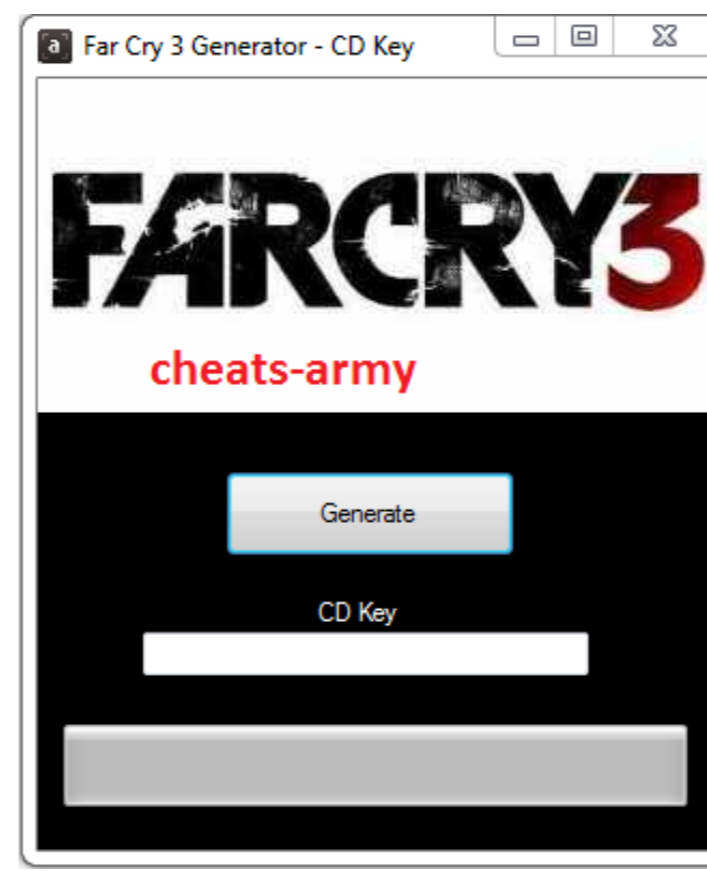 a Far Cry 3 Generator - CD Key
FARCRY3
cheats-army
Generate
CD Key